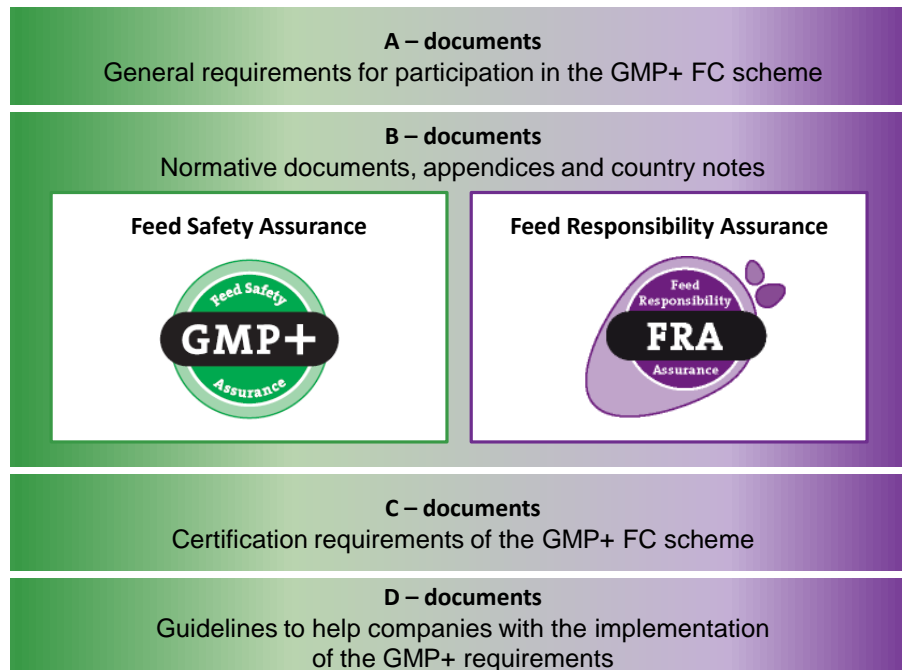 A – documents
General requirements for participation in the GMP+ FC scheme
B – documents
Normative documents, appendices and country notes
Feed Safety Assurance
Feed Safety
GMP+
Assurance
Feed Responsibility Assurance
Feed
Responsibility
FRA
Assurance
C – documents
Certification requirements of the GMP+ FC scheme
D – documents
Guidelines to help companies with the implementation
of the GMP+ requirements